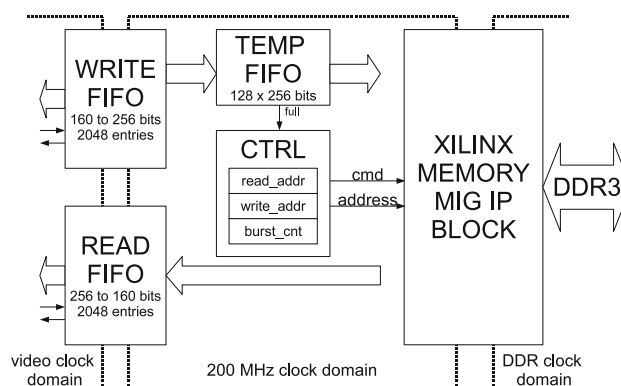 WRITE
FIFO
160 to 256 bits
2048 entries
TEMP
FIFO
128 x 256 bits
full
CTRL
read_addr
write_addr
burst_cnt
cmd
address
XILINX
MEMORY
MIG IP
BLOCK
DDR3
READ
FIFO
256 to 160 bits
2048 entries
video clock
domain
200 MHz clock domain
DDR clock
domain